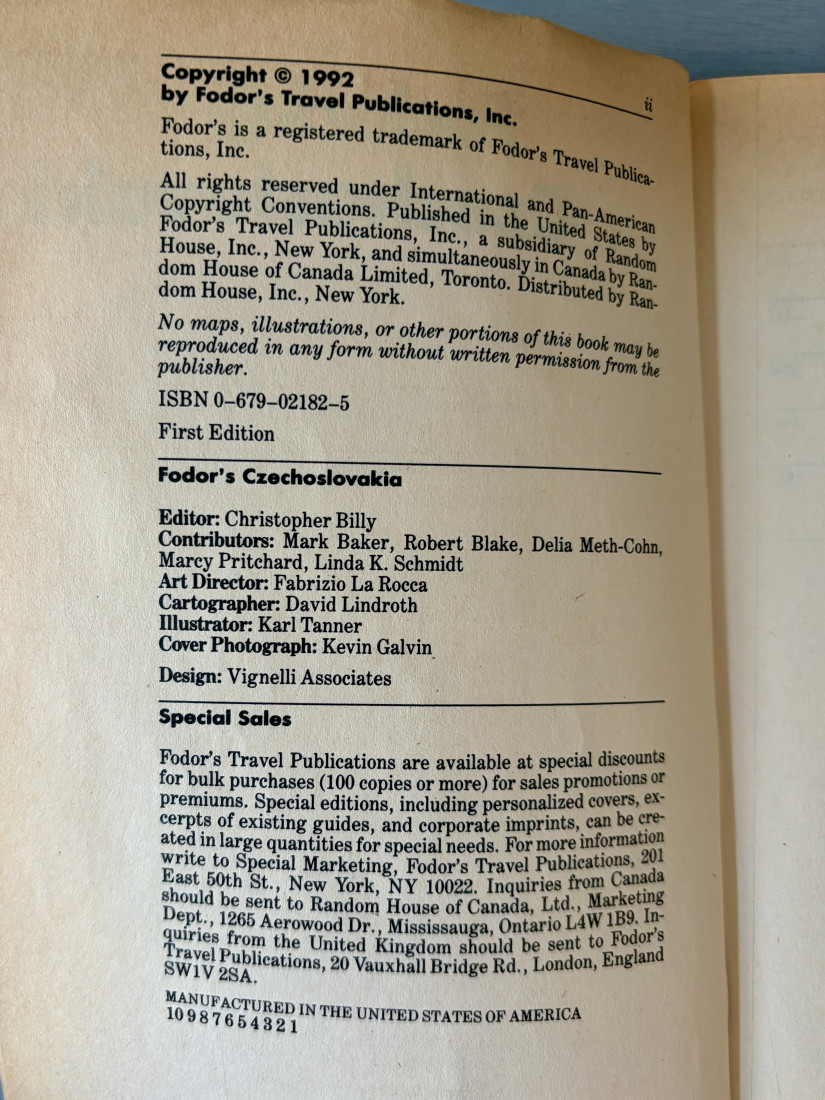 ii
Copyright © 1992
by Fodor's Travel Publications, Inc.
Fodor's is a registered trademark of Fodor's Travel Publica-
tions, Inc.
All rights reserved under International and Pan-American
Copyright Conventions. Published in the United States by
Fodor's Travel Publications, Inc., a subsidiary of Random
House, Inc., New York, and simultaneously in Canada by Ran-
dom House of Canada Limited, Toronto. Distributed by Ran-
dom House, Inc., New York.
No maps, illustrations, or other portions of this book may be
reproduced in any form without written permission from the
publisher.
ISBN 0–679–02182–5
First Edition
Fodor's Czechoslovakia
Editor: Christopher Billy
Contributors: Mark Baker, Robert Blake, Delia Meth-Cohn,
Marcy Pritchard, Linda K. Schmidt
Art Director: Fabrizio La Rocca
Cartographer: David Lindroth
Illustrator: Karl Tanner
Cover Photograph: Kevin Galvin
Design: Vignelli Associates
Special Sales
Fodor's Travel Publications are available at special discounts
for bulk purchases (100 copies or more) for sales promotions or
premiums. Special editions, including personalized covers, ex-
cerpts of existing guides, and corporate imprints, can be cre-
ated in large quantities for special needs. For more information
write to Special Marketing, Fodor's Travel Publications, 201
East 50th St., New York, NY 10022. Inquiries from Canada
should be sent to Random House of Canada, Ltd., Marketing
Dept., 1265 Aerowood Dr., Mississauga, Ontario L4W 1B9. In-
quiries from the United Kingdom should be sent to Fodor's
Travel Publications, 20 Vauxhall Bridge Rd., London, England
SW1V 2SA.
MANUFACTURED IN THE UNITED STATES OF AMERICA
10 9 8 7 6 5 4 3 2 1